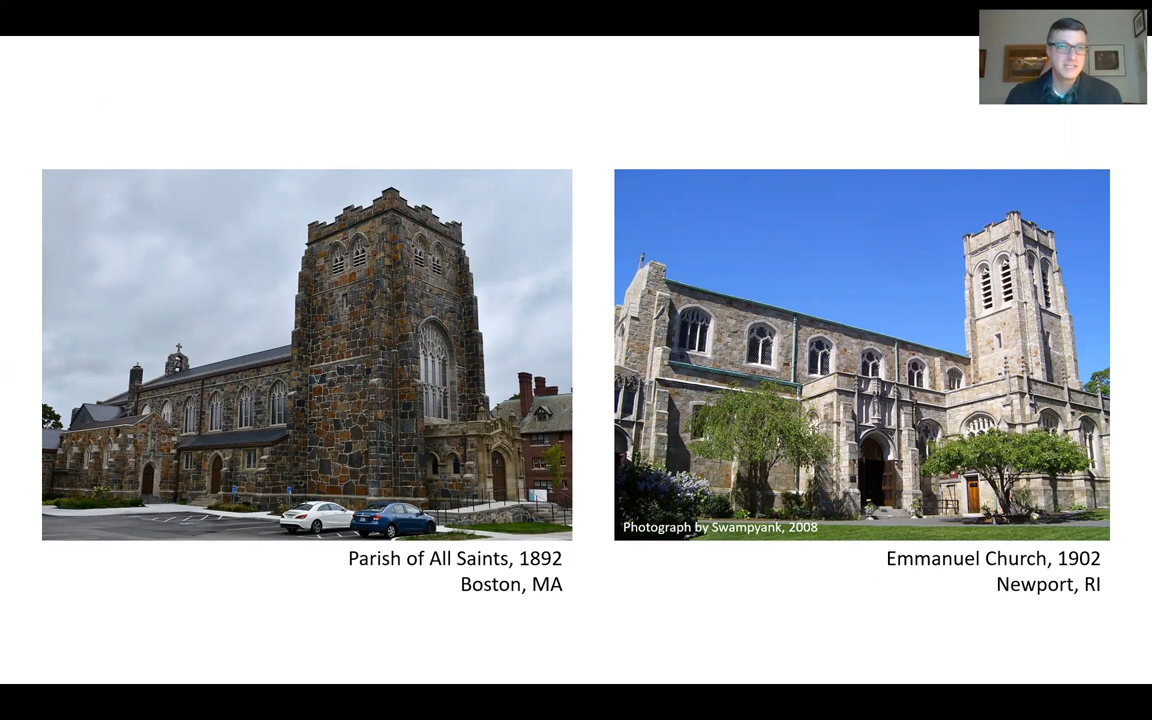 Photograph by Swampyank, 2008
Parish of All Saints, 1892
Boston, MA
Emmanuel Church, 1902
Newport, RI